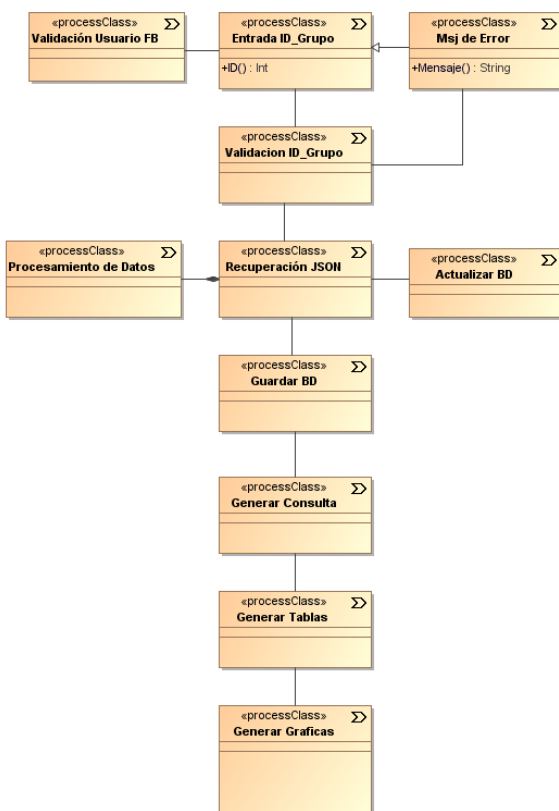 «processClass»
Validación Usuario FB
«processClass»
Entrada ID_Grupo
+ID() : Int
«processClass»
Msj de Error
+Mensaje() : String
«processClass»
Validacion ID_Grupo
«processClass»
Procesamiento de Datos
«processClass»
Recuperación JSON
«processClass»
Actualizar BD
«processClass»
Guardar BD
«processClass»
Generar Consulta
«processClass»
Generar Tablas
«processClass»
Generar Graficas